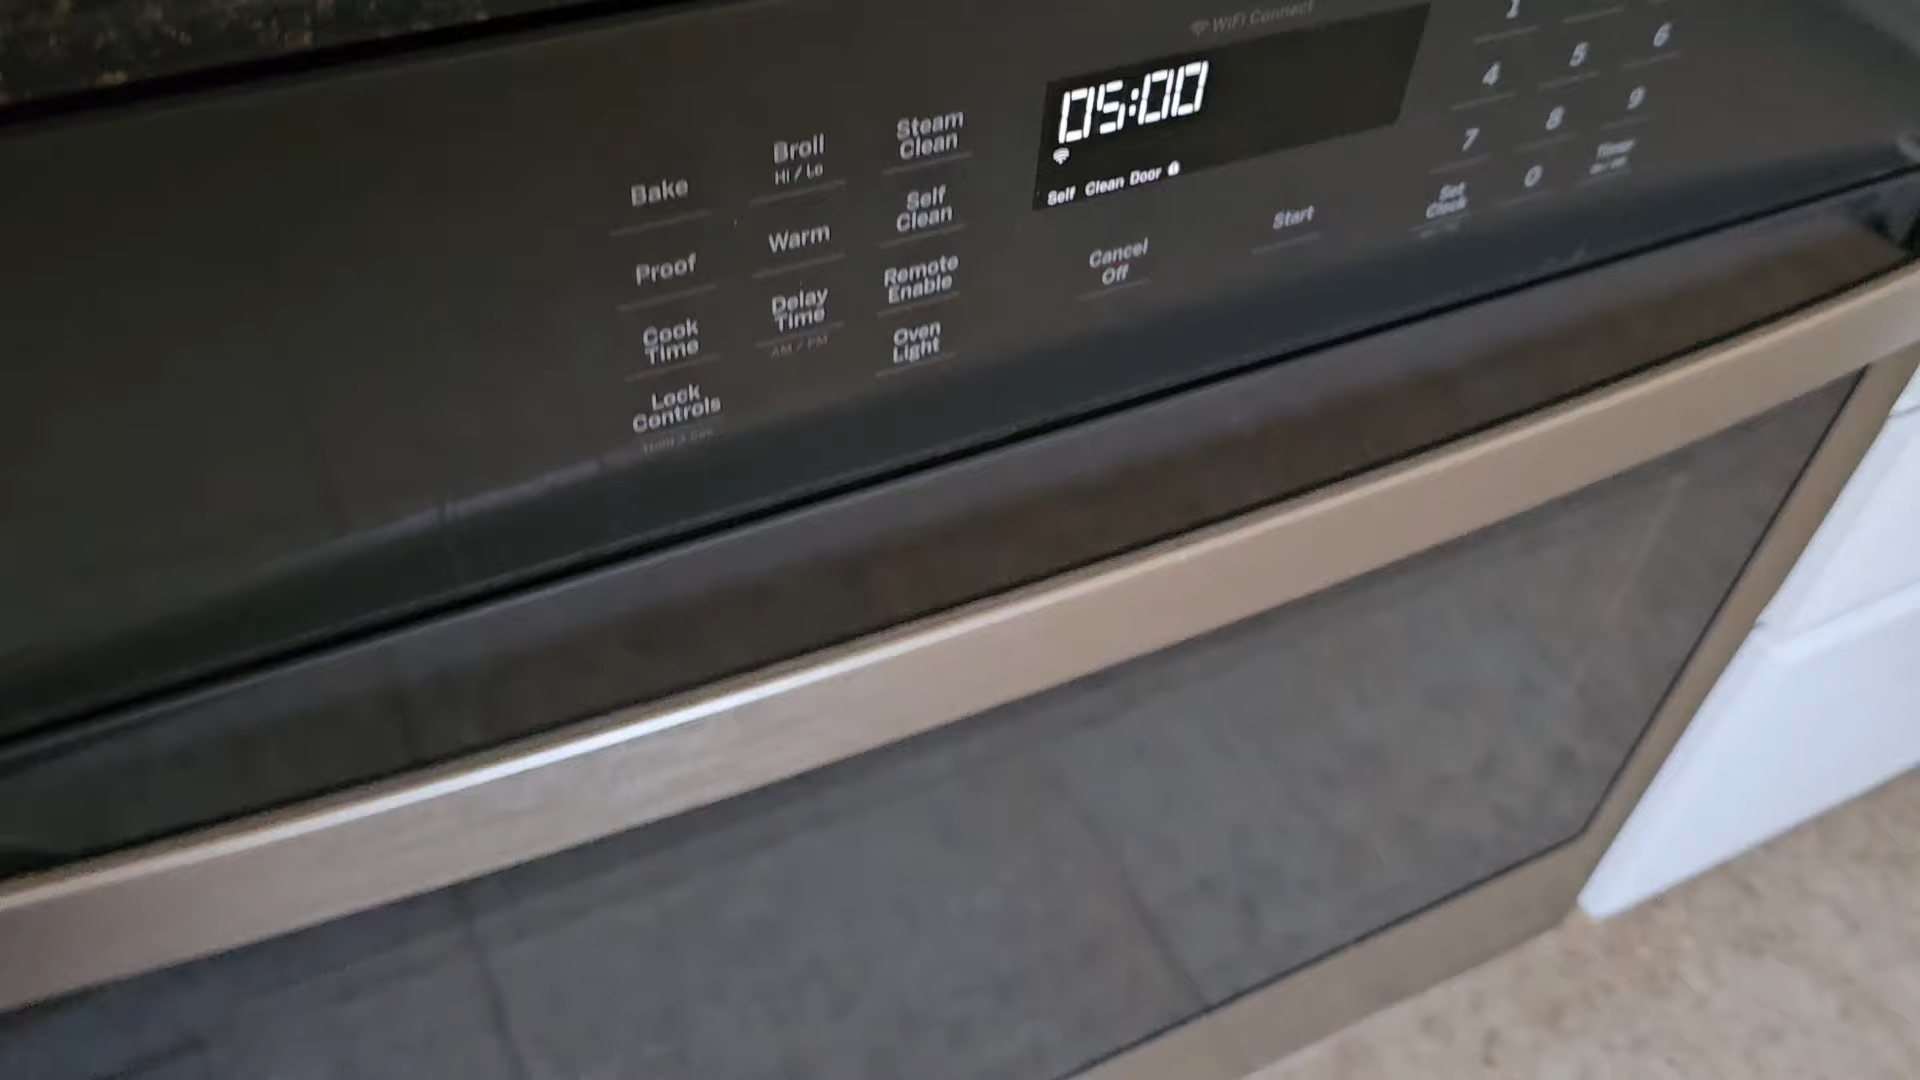 WiFi Connect
05:00
Self Clean Door
Bake
Broil
Hi / Lo
Steam
Clean
Proof
Warm
Self
Clean
Cook
Time
Delay
Time
AM / PM
Remote
Enable
Lock
Controls
Oven
Light
Cancel
Off
Start
1
4 5 6
7 8 9
Set
Clock
0
Timer